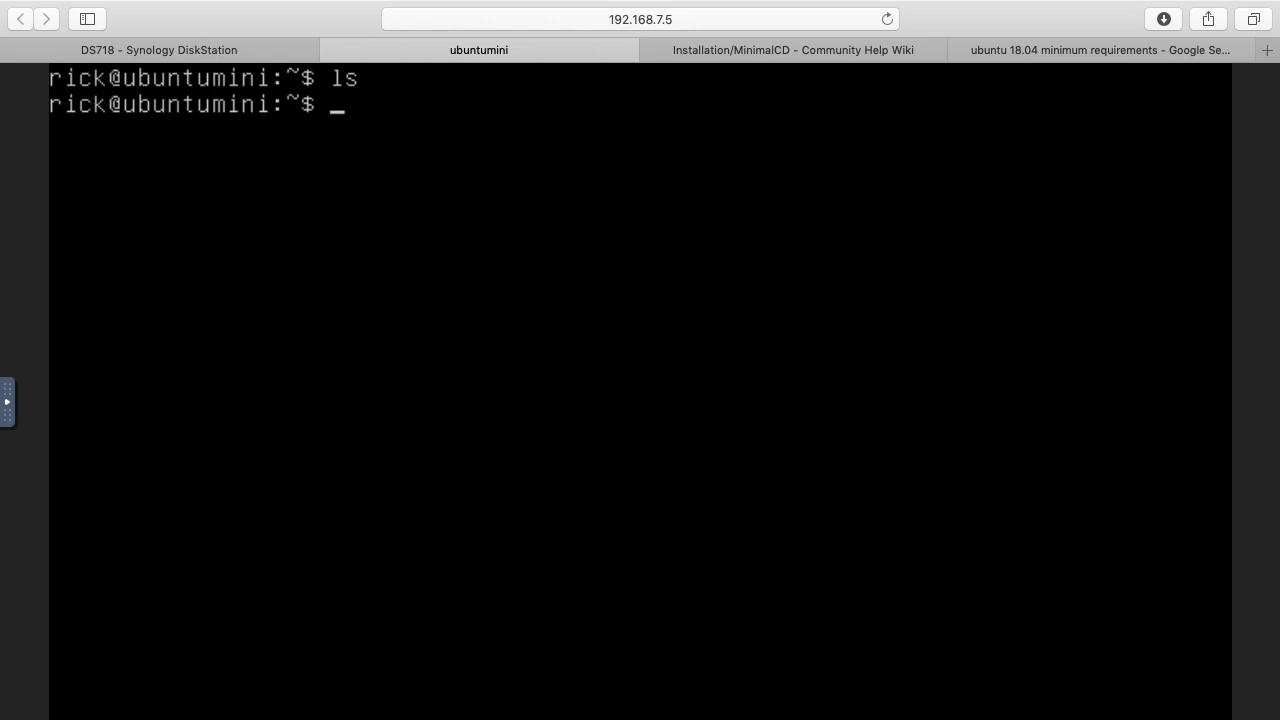 192.168.7.5
DS718 - Synology DiskStation
ubuntumini
Installation/MinimalCD - Community Help Wiki
ubuntu 18.04 minimum requirements - Google Se...
rick@ubuntumini:~$ ls
rick@ubuntumini:~$ _